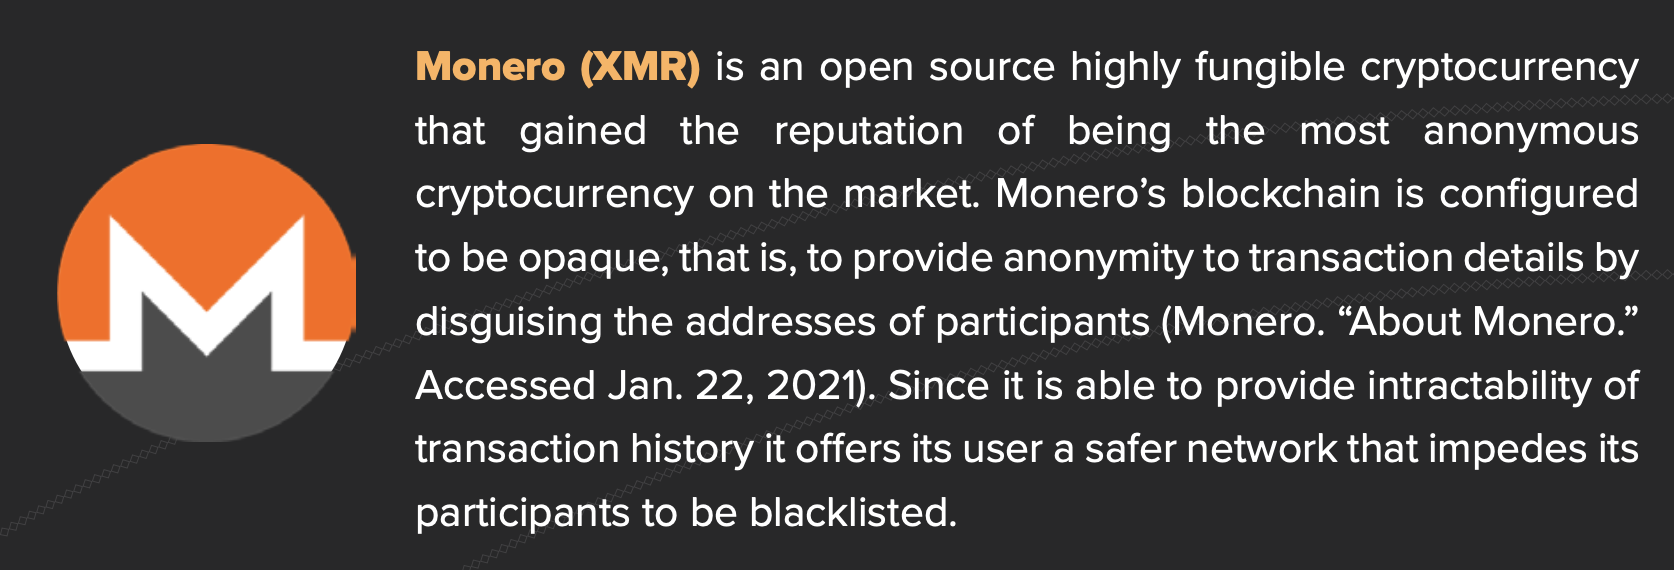 Monero (XMR) is an open source highly fungible cryptocurrency
that gained the reputation of being the most anonymous
cryptocurrency on the market. Monero’s blockchain is configured
to be opaque, that is, to provide anonymity to transaction details by
disguising the addresses of participants (Monero. “About Monero.”
Accessed Jan. 22, 2021). Since it is able to provide intractability of
transaction history it offers its user a safer network that impedes its
participants to be blacklisted.